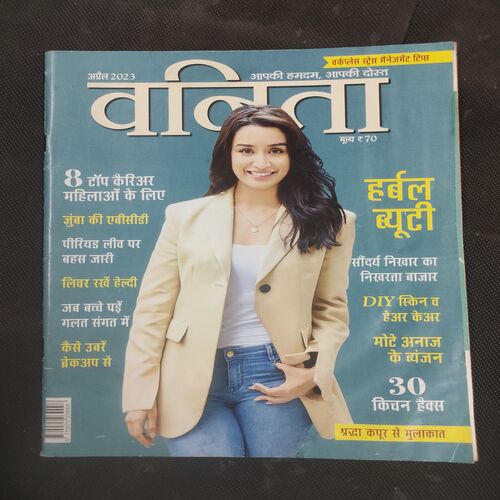 वर्कप्लेस स्ट्रेस मैनेजमेंट टिप्स
अप्रैल 2023
आपकी हमदम, आपकी दोस्त
वनिता
मूल्य ₹ 70
8 टॉप कैरिअर
महिलाओं के लिए
ज़ुंबा की एबीसीडी
पीरियड लीव पर
बहस जारी
लिवर रखें हेल्दी
जब बच्चे पड़ें
गलत संगत में
कैसे उबरें
ब्रेकअप से
हर्बल
ब्यूटी
सौंदर्य निखार का
निखरता बाजार
DIY स्किन व
हेअर केअर
मोटे अनाज
के व्यंजन
30
किचन हैक्स
श्रद्धा कपूर से मुलाकात